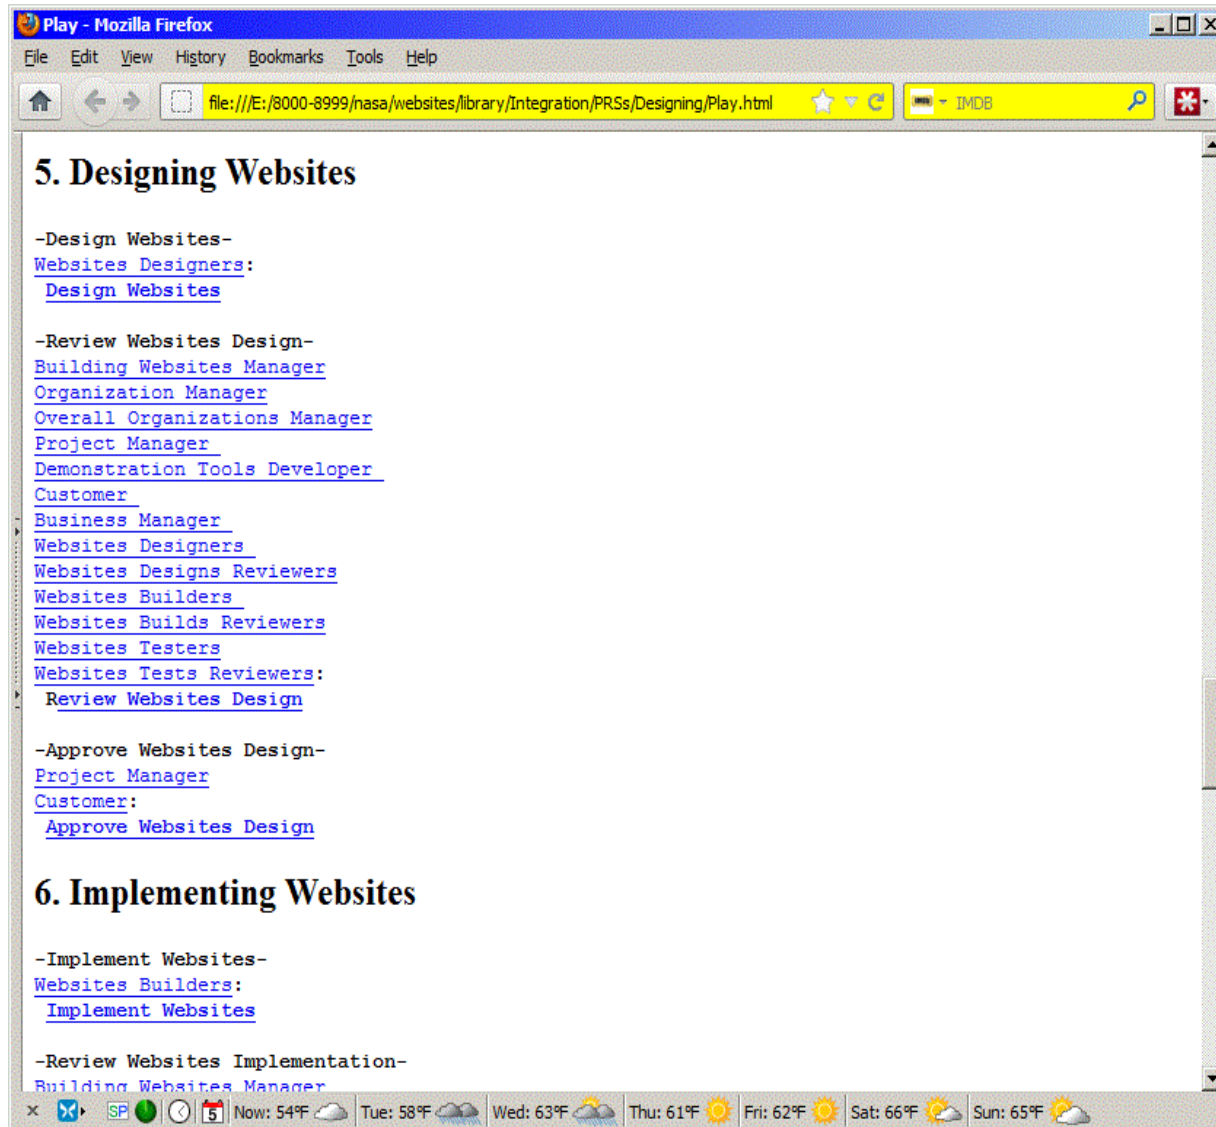 Play - Mozilla Firefox
File Edit View History Bookmarks Tools Help
file:///E:/8000-8999/nasa/websites/library/Integration/PRSs/Designing/Play.html IMDB
5. Designing Websites
-Design Websites-
Websites Designers:
Design Websites
-Review Websites Design-
Building Websites Manager
Organization Manager
Overall Organizations Manager
Project Manager
Demonstration Tools Developer
Customer
Business Manager
Websites Designers
Websites Designs Reviewers
Websites Builders
Websites Builds Reviewers
Websites Testers
Websites Tests Reviewers:
Review Websites Design
-Approve Websites Design-
Project Manager
Customer:
Approve Websites Design
6. Implementing Websites
-Implement Websites-
Websites Builders:
Implement Websites
-Review Websites Implementation-
Building Websites Manager
SP 5 Now: 54°F Tue: 58°F Wed: 63°F Thu: 61°F Fri: 62°F Sat: 66°F Sun: 65°F